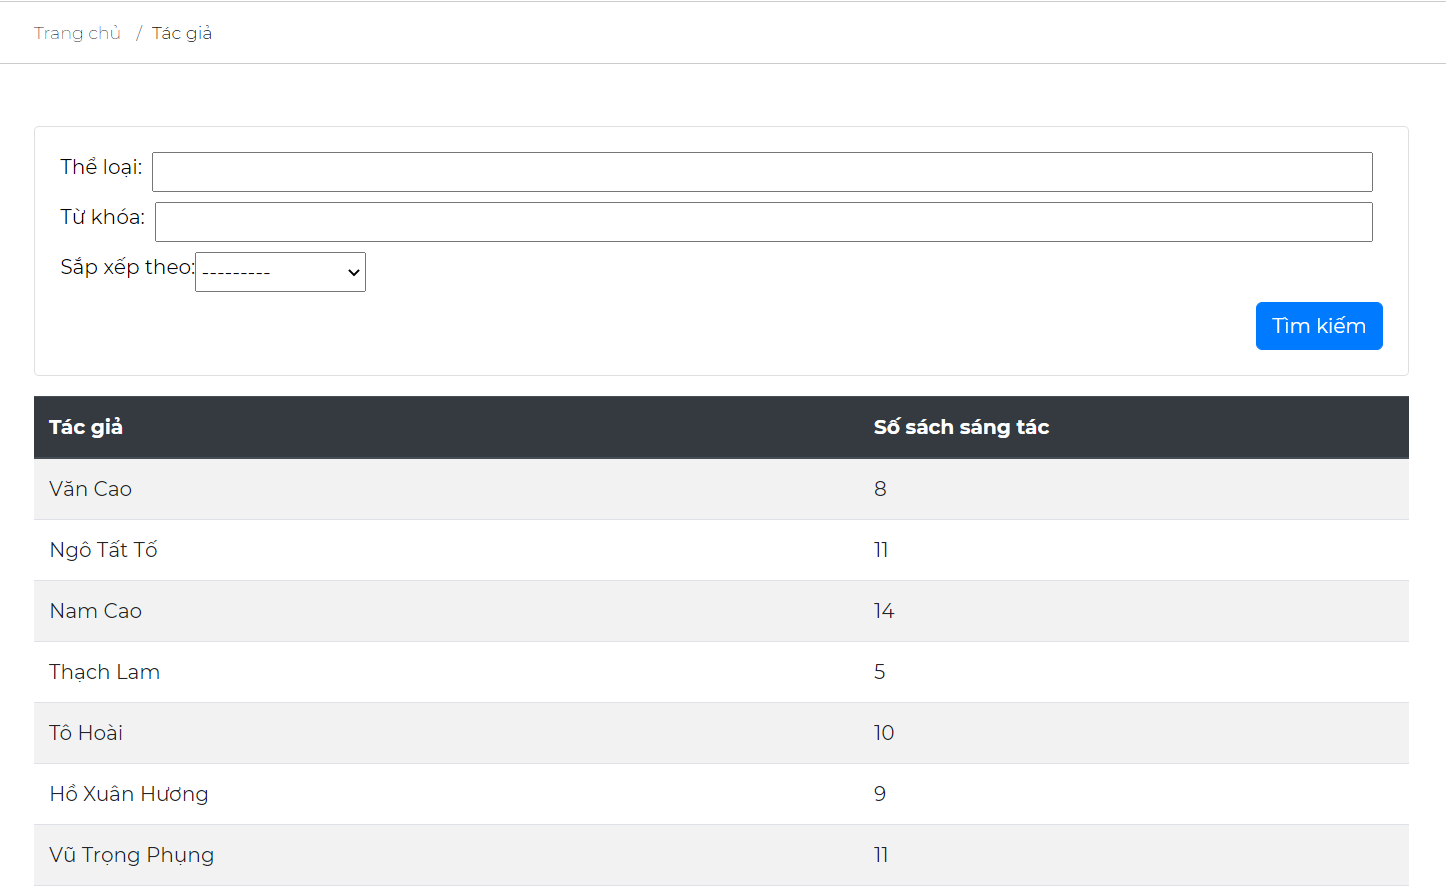 Trang chủ / Tác giả
Thể loại:
Từ khóa:
Sắp xếp theo: ---------
Tìm kiếm
Tác giả Số sách sáng tác
Văn Cao 8
Ngô Tất Tố 11
Nam Cao 14
Thạch Lam 5
Tô Hoài 10
Hồ Xuân Hương 9
Vũ Trọng Phụng 11